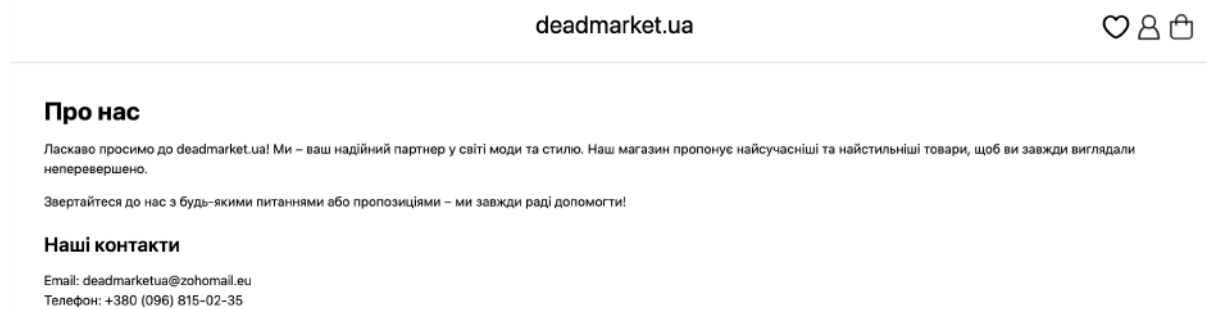 deadmarket.ua
Про нас
Ласкаво просимо до deadmarket.ua! Ми – ваш надійний партнер у світі моди та стилю. Наш магазин пропонує найсучасніші та найстильніші товари, щоб ви завжди виглядали
неперевершено.
Звертайтеся до нас з будь-якими питаннями або пропозиціями – ми завжди раді допомогти!
Наші контакти
Email: deadmarketua@zohomail.eu
Телефон: +380 (096) 815-02-35